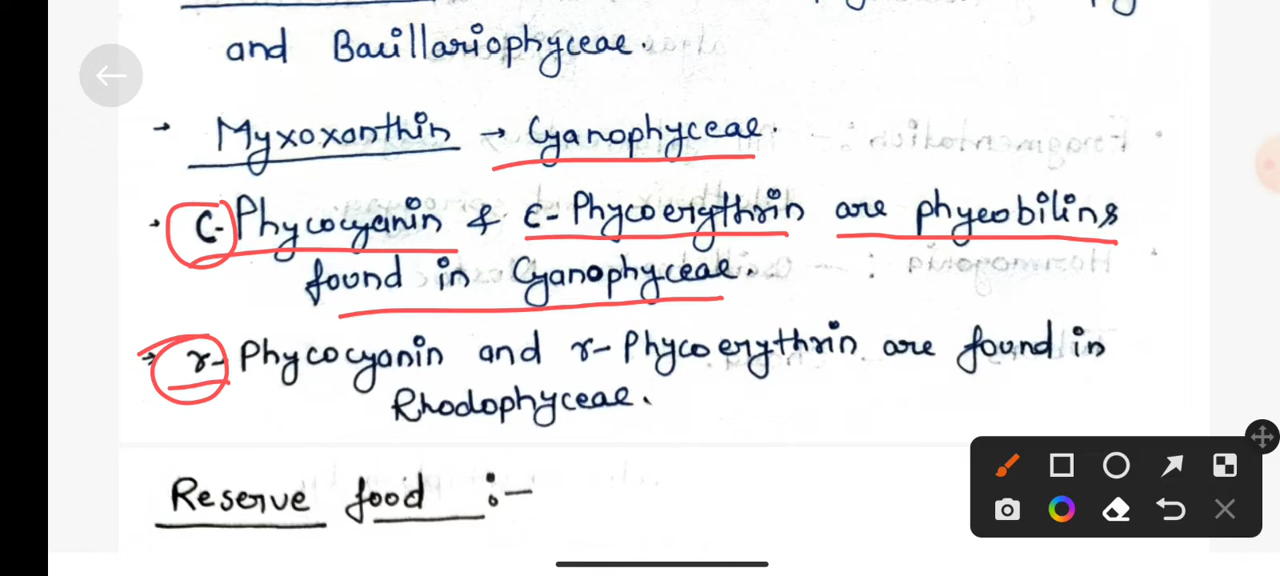 and Bacillariophyceae.
→ Myxoxanthin → Cyanophyceae.
· C-Phycocyanin & C-Phycoerythrin are phycobilins
found in Cyanophyceae.
→ r-Phycocyanin and r-Phycoerythrin are found in
Rhodophyceae.
Reserve food :-